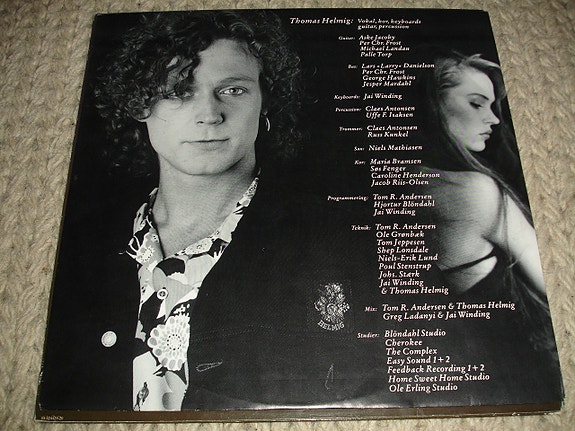 Thomas Helmig: Vokal, kor, keyboards
guitar, percussion
Guitar: Aske Jacoby
Per Chr. Frost
Michael Landau
Palle Torp
Bas: Lars »Larry« Danielson
Per Chr. Frost
George Hawkins
Jesper Mardahl
Keyboards: Jai Winding
Percussion: Claes Antonsen
Uffe F. Isaksen
Trommer: Claes Antonsen
Russ Kunkel
Sax: Niels Mathiasen
Kor: Maria Bramsen
Søs Fenger
Caroline Henderson
Jacob Riis-Olsen
Programmering: Tom R. Andersen
Hjortur Blöndahl
Jai Winding
Teknik: Tom R. Andersen
Ole Grønbæk
Tom Jeppesen
Shep Lonsdale
Niels-Erik Lund
Poul Stenstrup
Johs. Stærk
Jai Winding
& Thomas Helmig
HELMIG
Mix: Tom R. Andersen & Thomas Helmig
Greg Ladanyi & Jai Winding
Studier: Blöndahl Studio
Cherokee
The Complex
Easy Sound 1+2
Feedback Recording 1+2
Home Sweet Home Studio
Ole Erling Studio